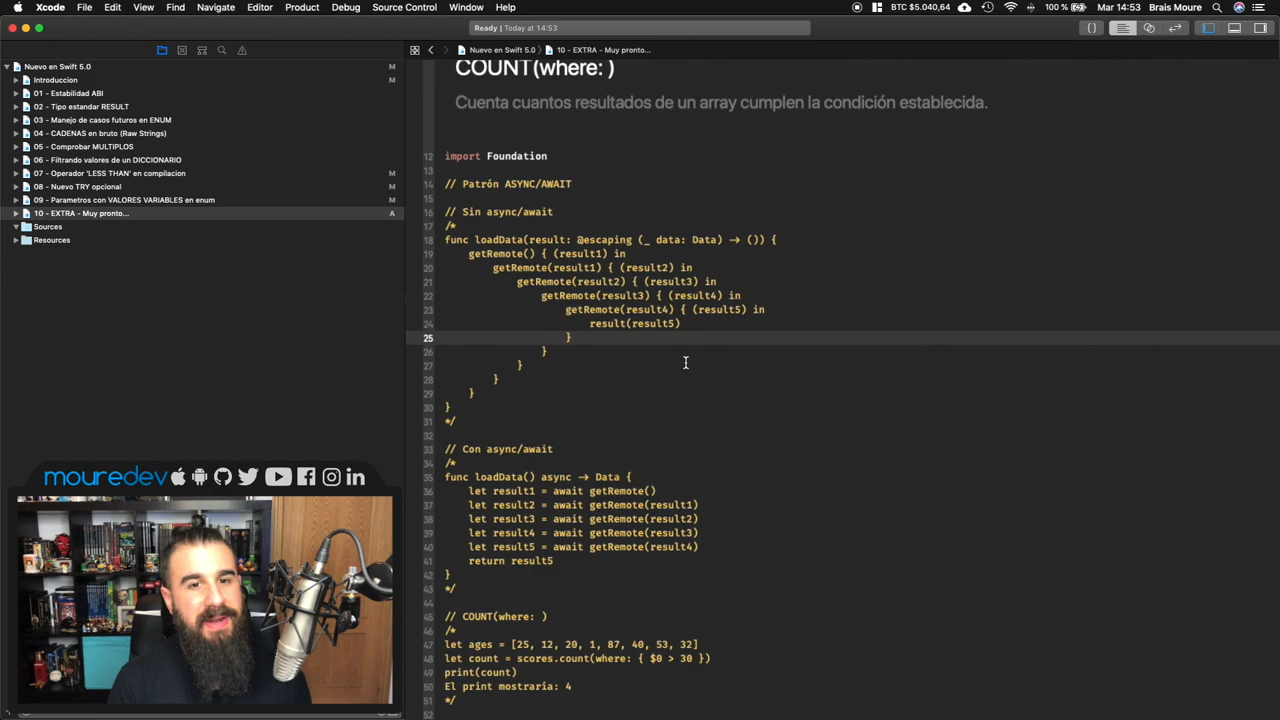 Xcode File Edit View Find Navigate Editor Product Debug Source Control Window Help
BTC $5.040,64 100 % Mar 14:53 Brais Moure
Ready | Today at 14:53
{}
Nuevo en Swift 5.0 10 - EXTRA - Muy pronto...
Nuevo en Swift 5.0 M
Introduccion M
01 - Estabilidad ABI
02 - Tipo estandar RESULT
03 - Manejo de casos futuros en ENUM
04 - CADENAS en bruto (Raw Strings)
05 - Comprobar MULTIPLOS
06 - Filtrando valores de un DICCIONARIO
07 - Operador 'LESS THAN' en compilacion M
08 - Nuevo TRY opcional M
09 - Parametros con VALORES VARIABLES en enum M
10 - EXTRA - Muy pronto... A
Sources
Resources
mouredev
COUNT(where: )
Cuenta cuantos resultados de un array cumplen la condición establecida.
12 import Foundation
13
14 // Patrón ASYNC/AWAIT
15
16 // Sin async/await
17 /*
18 func loadData(result: @escaping (_ data: Data) -> ()) {
19 getRemote() { (result1) in
20 getRemote(result1) { (result2) in
21 getRemote(result2) { (result3) in
22 getRemote(result3) { (result4) in
23 getRemote(result4) { (result5) in
24 result(result5)
25 }
26 }
27 }
28 }
29 }
30 }
31 */
32
33 // Con async/await
34 /*
35 func loadData() async -> Data {
36 let result1 = await getRemote()
37 let result2 = await getRemote(result1)
38 let result3 = await getRemote(result2)
39 let result4 = await getRemote(result3)
40 let result5 = await getRemote(result4)
41 return result5
42 }
43 */
44
45 // COUNT(where: )
46 /*
47 let ages = [25, 12, 20, 1, 87, 40, 53, 32]
48 let count = scores.count(where: { $0 > 30 })
49 print(count)
50 El print mostraría: 4
51 */
52